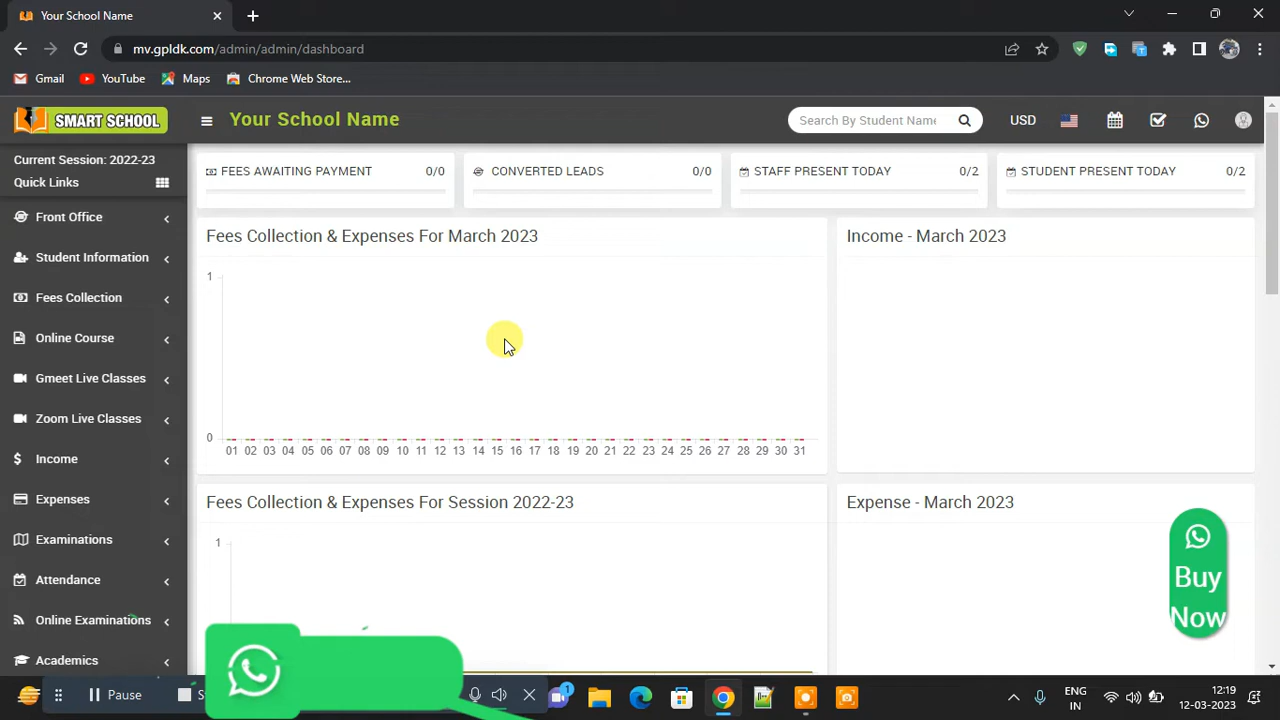 Your School Name
mv.gpldk.com/admin/admin/dashboard
Gmail YouTube Maps Chrome Web Store...
SMART SCHOOL Your School Name Search By Student Name USD
Current Session: 2022-23
Quick Links
Front Office
Student Information
Fees Collection
Online Course
Gmeet Live Classes
Zoom Live Classes
Income
Expenses
Examinations
Attendance
Online Examinations
Academics
FEES AWAITING PAYMENT 0/0
CONVERTED LEADS 0/0
STAFF PRESENT TODAY 0/2
STUDENT PRESENT TODAY 0/2
Fees Collection & Expenses For March 2023
1
0
01 02 03 04 05 06 07 08 09 10 11 12 13 14 15 16 17 18 19 20 21 22 23 24 25 26 27 28 29 30 31
Income - March 2023
Fees Collection & Expenses For Session 2022-23
1
Expense - March 2023
Buy
Now
Pause
1
ENG
IN
12:19
12-03-2023